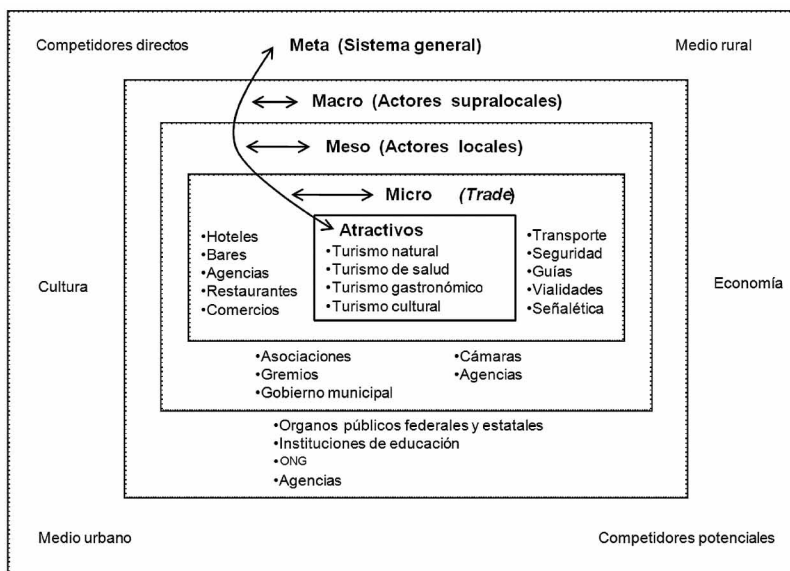 Competidores directos
Meta (Sistema general)
Medio rural
Macro (Actores supralocales)
Meso (Actores locales)
Micro (Trade)
•Hoteles
•Bares
•Agencias
•Restaurantes
•Comercios
Atractivos
•Turismo natural
•Turismo de salud
•Turismo gastronómico
•Turismo cultural
•Transporte
•Seguridad
•Guías
•Vialidades
•Señalética
Cultura
Economía
•Asociaciones
•Gremios
•Gobierno municipal
•Cámaras
•Agencias
•Organos públicos federales y estatales
•Instituciones de educación
•ONG
•Agencias
Medio urbano
Competidores potenciales